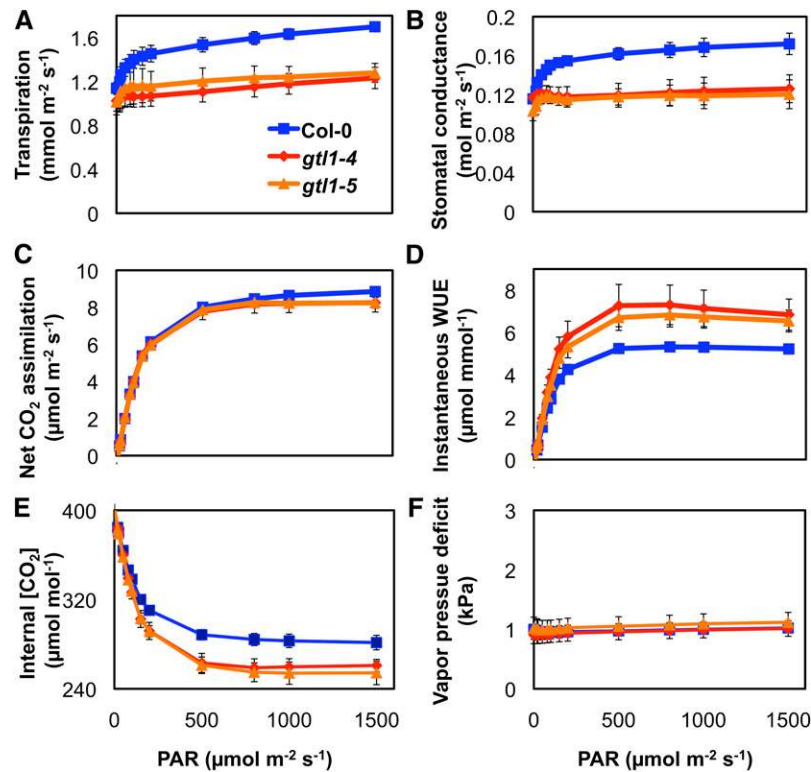 A
Transpiration
(mmol m⁻² s⁻¹)
1.6
1.2
0.8
0.4
0
Col-0
gtl1-4
gtl1-5
B
Stomatal conductance
(mol m⁻² s⁻¹)
0.2
0.16
0.12
0.08
0.04
0
C
Net CO₂ assimilation
(µmol m⁻² s⁻¹)
10
8
6
4
2
0
D
Instantaneous WUE
(µmol mmol⁻¹)
8
6
4
2
0
E
Internal [CO₂]
(µmol mol⁻¹)
400
320
240
0
500
1000
1500
PAR (µmol m⁻² s⁻¹)
F
Vapor pressue deficit
(kPa)
3
2
1
0
0
500
1000
1500
PAR (µmol m⁻² s⁻¹)